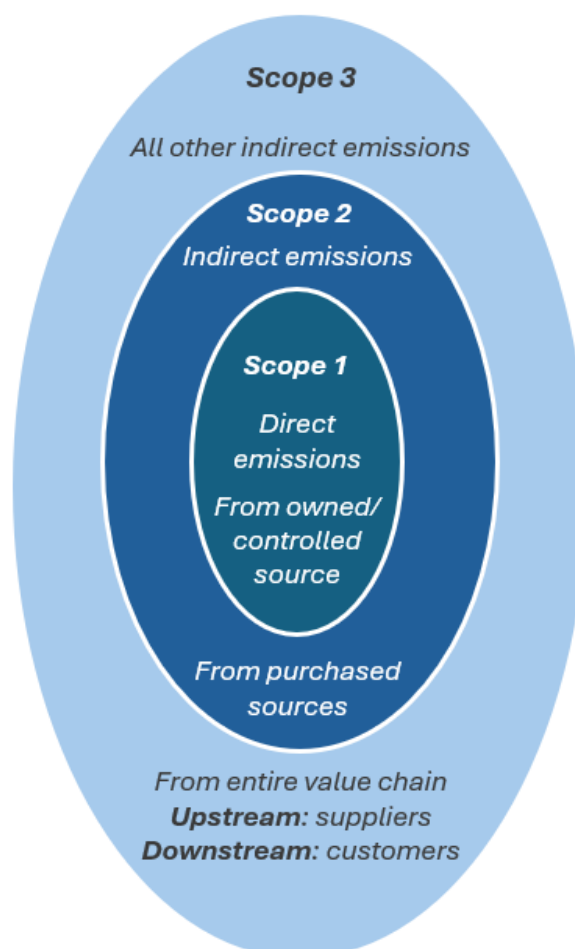 Scope 3
All other indirect emissions
Scope 2
Indirect emissions
Scope 1
Direct
emissions
From owned/
controlled
source
From purchased
sources
From entire value chain
Upstream: suppliers
Downstream: customers